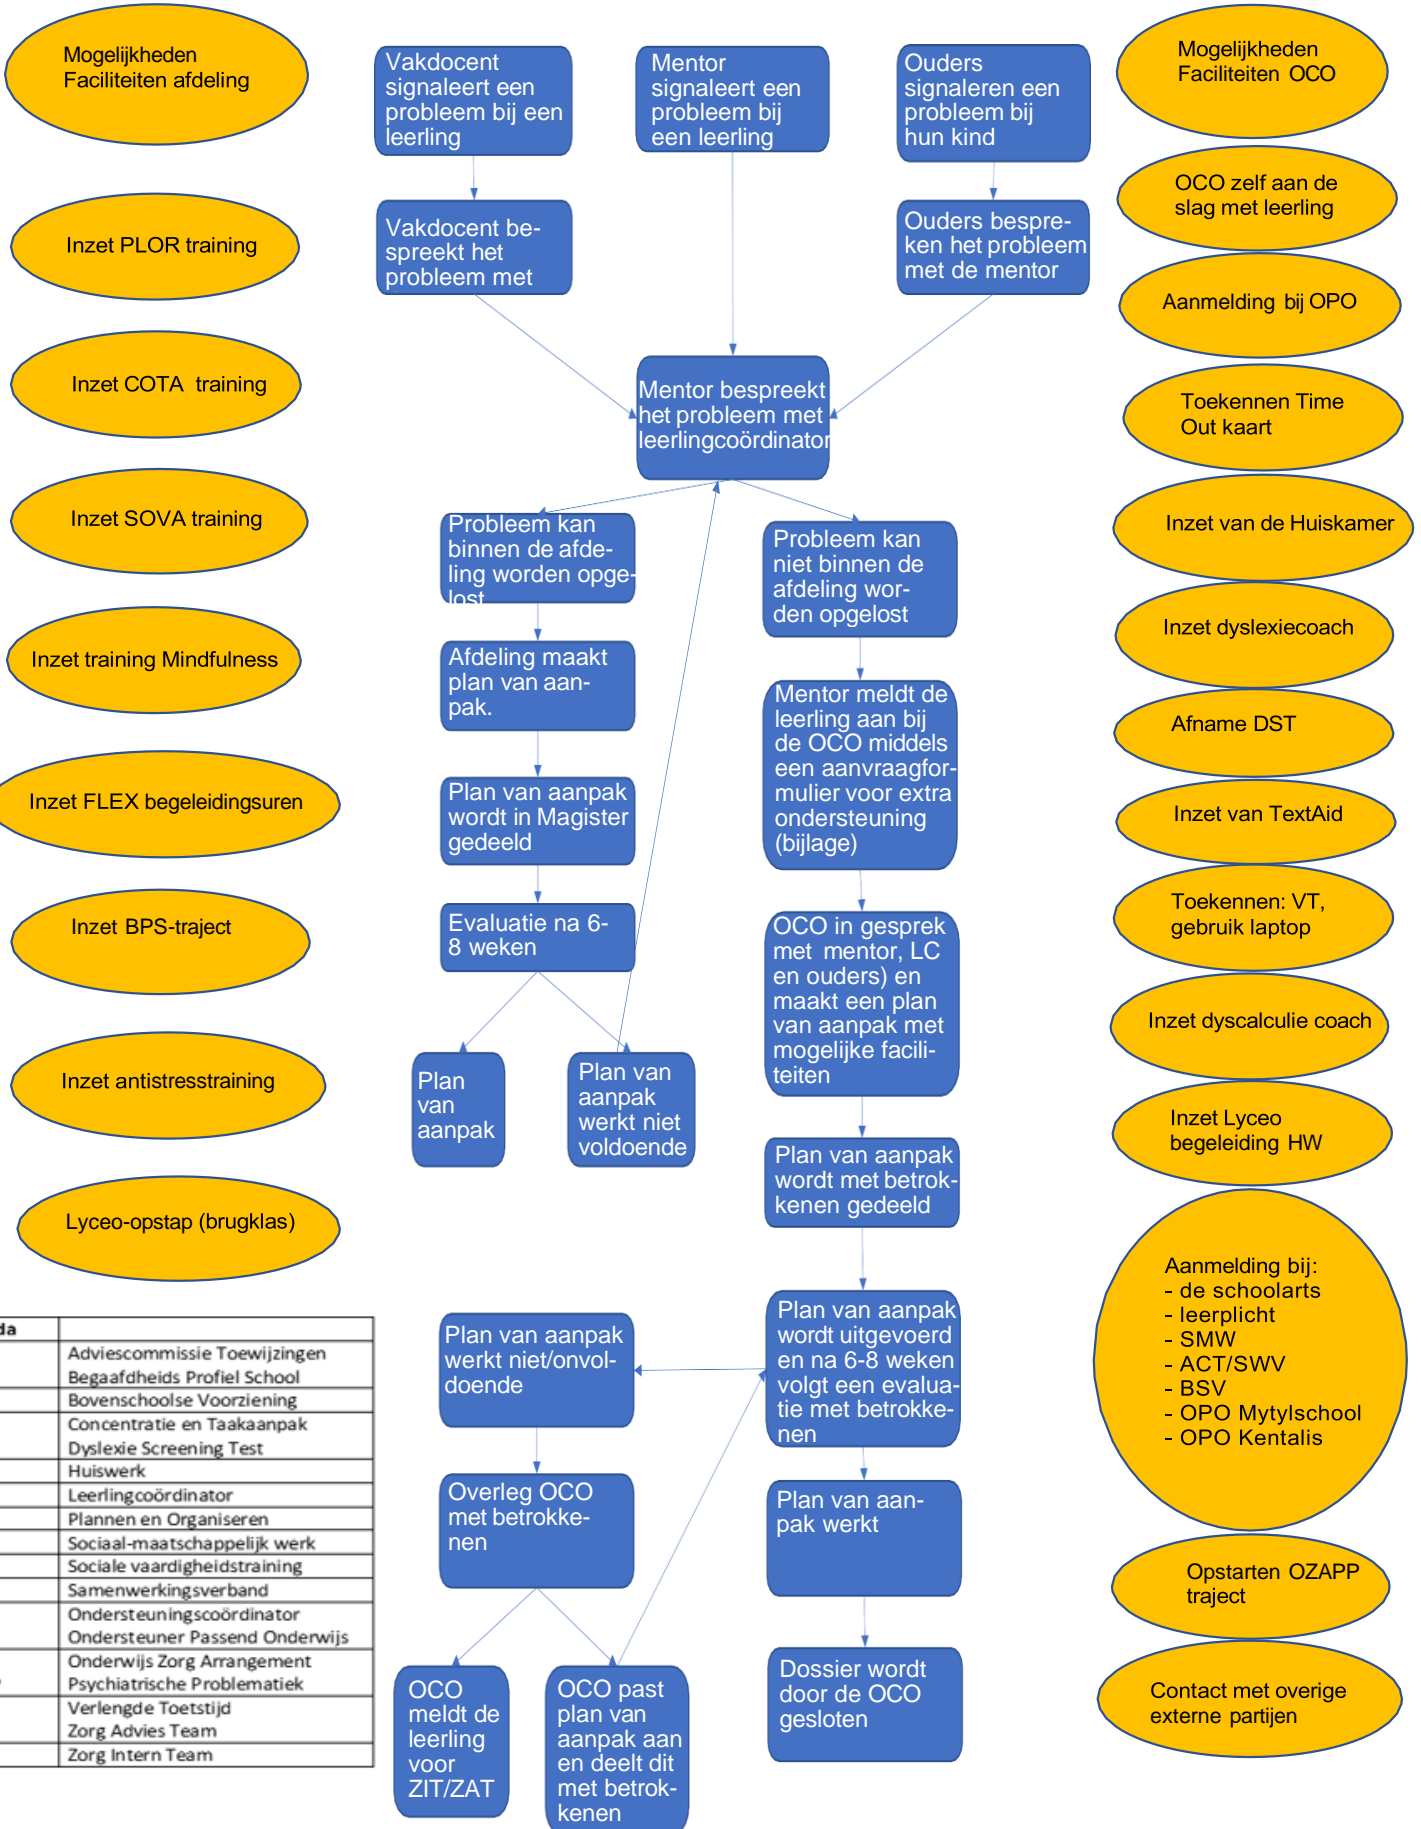 Mogelijkheden
Faciliteiten afdeling
Inzet PLOR training
Inzet COTA training
Inzet SOVA training
Inzet training Mindfulness
Inzet FLEX begeleidingsuren
Inzet BPS-traject
Inzet antistresstraining
Lyceo-opstap (brugklas)
Vakdocent
signaleert een
probleem bij een
leerling
Mentor
signaleert een
probleem bij
een leerling
Ouders
signaleren een
probleem bij
hun kind
Vakdocent be-
spreekt het
probleem met
Ouders bespre-
ken het probleem
met de mentor
Mentor bespreekt
het probleem met
leerlingcoördinator
Probleem kan
binnen de afde-
ling worden opge-
lost
Probleem kan
niet binnen de
afdeling wor-
den opgelost
Afdeling maakt
plan van aan-
pak.
Mentor meldt de
leerling aan bij
de OCO middels
een aanvraagfor-
mulier voor extra
ondersteuning
(bijlage)
Plan van aanpak
wordt in Magister
gedeeld
Evaluatie na 6-
8 weken
OCO in gesprek
met mentor, LC
en ouders) en
maakt een plan
van aanpak met
mogelijke facili-
teiten
Plan
van
aanpak
Plan van
aanpak
werkt niet
voldoende
Plan van aanpak
wordt met betrok-
kenen gedeeld
Plan van aanpak
werkt niet/onvol-
doende
Plan van aanpak
wordt uitgevoerd
en na 6-8 weken
volgt een evalua-
tie met betrokke-
nen
Overleg OCO
met betrokke-
nen
Plan van aan-
pak werkt
OCO
meldt de
leerling
voor
ZIT/ZAT
OCO past
plan van
aanpak aan
en deelt dit
met betrok-
kenen
Dossier wordt
door de OCO
gesloten
Mogelijkheden
Faciliteiten OCO
OCO zelf aan de
slag met leerling
Aanmelding bij OPO
Toekennen Time
Out kaart
Inzet van de Huiskamer
Inzet dyslexiecoach
Afname DST
Inzet van TextAid
Toekennen: VT,
gebruik laptop
Inzet dyscalculie coach
Inzet Lyceo
begeleiding HW
Aanmelding bij:
- de schoolarts
- leerplicht
- SMW
- ACT/SWV
- BSV
- OPO Mytylschool
- OPO Kentalis
Opstarten OZAPP
traject
Contact met overige
externe partijen
da
Adviescommissie Toewijzingen
Begaafdheids Profiel School
Bovenschoolse Voorziening
Concentratie en Taakaanpak
Dyslexie Screening Test
Huiswerk
Leerlingcoördinator
Plannen en Organiseren
Sociaal-maatschappelijk werk
Sociale vaardigheidstraining
Samenwerkingsverband
Ondersteuningscoördinator
Ondersteuner Passend Onderwijs
Onderwijs Zorg Arrangement
Psychiatrische Problematiek
Verlengde Toetstijd
Zorg Advies Team
Zorg Intern Team